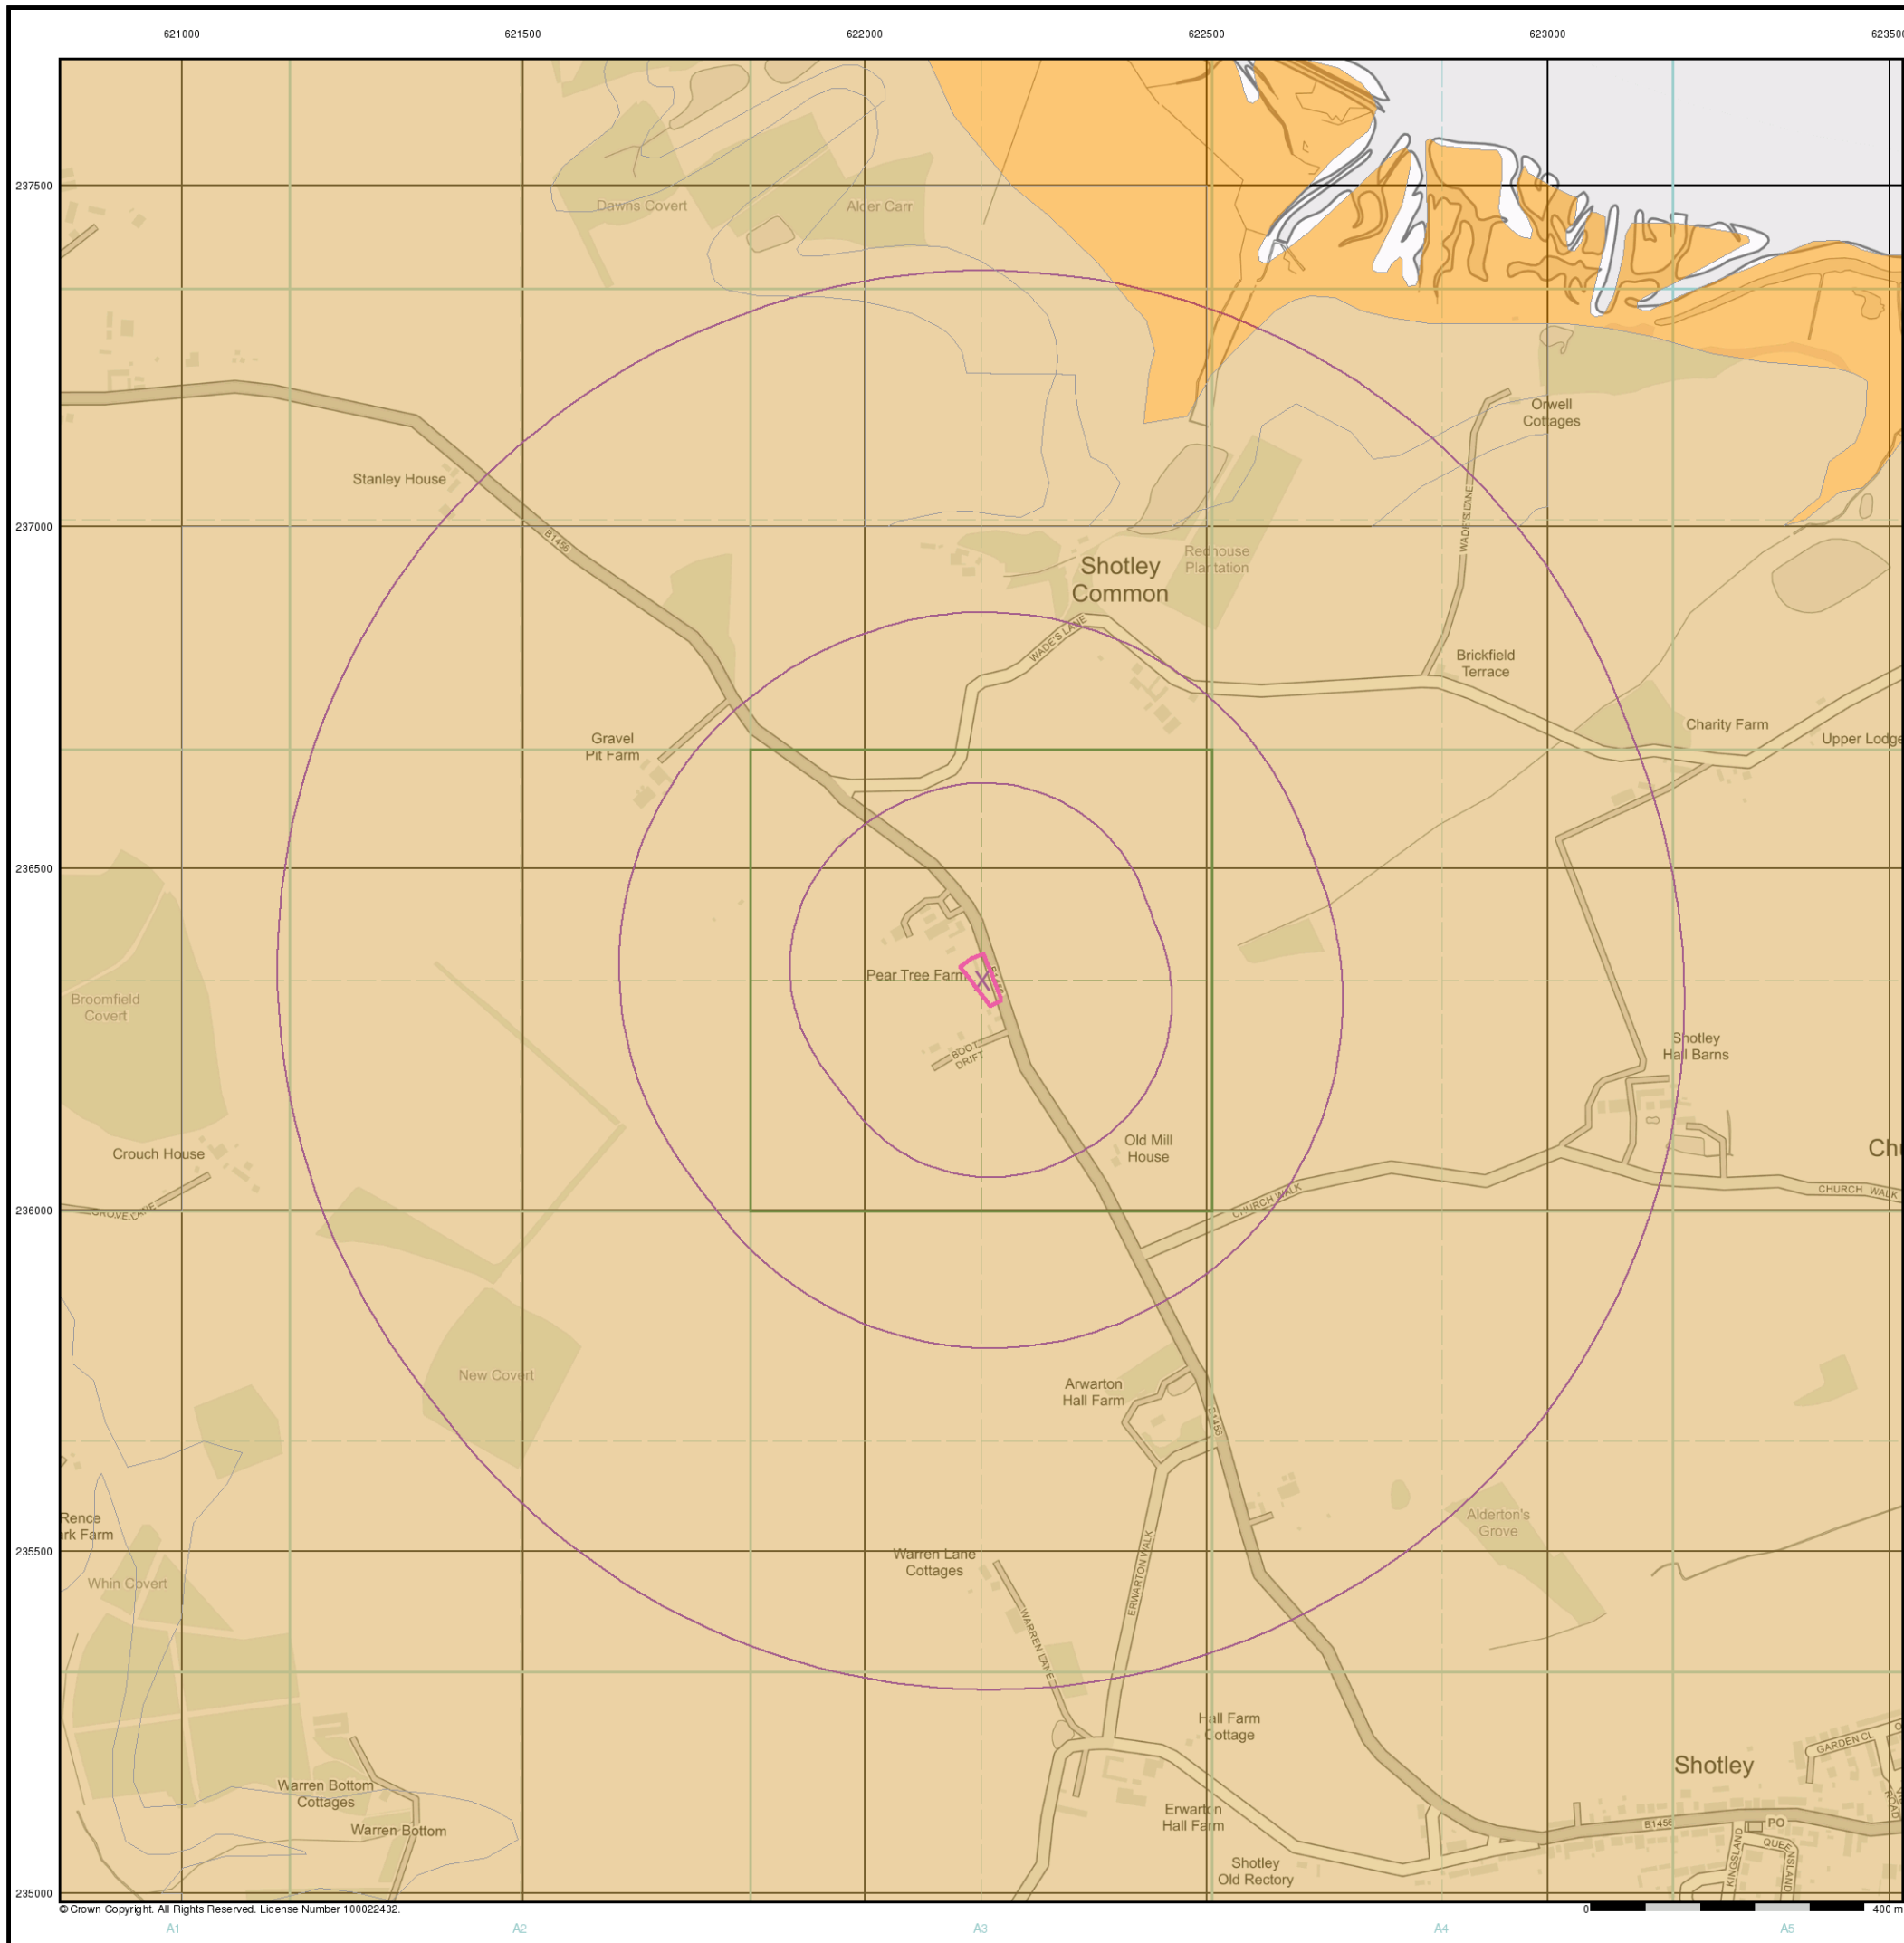 621000 621500 622000 622500 623000 623500
237500
237000
236500
236000
235500
235000
Dawns Covert
Alder Carr
Orwell
Cottages
Stanley House
B1456
WADE'S LANE
Redhouse
Plantation
Shotley
Common
WADE'S LANE
Brickfield
Terrace
Gravel
Pit Farm
Charity Farm
Upper Lodge
Pear Tree Farm
B1456
Broomfield
Covert
BOOT
DRIFT
Shotley
Hall Barns
Old Mill
House
Crouch House
GROVE LANE
CHURCH WALK
CHURCH WALK
Chu
New Covert
Arwarton
Hall Farm
B1456
Alderton's
Grove
Rence
rk Farm
Whin Covert
Warren Lane
Cottages
ERWARTON WALK
WARREN LANE
Hall Farm
Cottage
Shotley
GARDEN CL
Warren Bottom
Cottages
Warren Bottom
Erwarton
Hall Farm
B1456
PO
QUEENSLAND
KINGSLAND
Shotley
Old Rectory
© Crown Copyright. All Rights Reserved. License Number 100022432.
0 400 m
A1 A2 A3 A4 A5